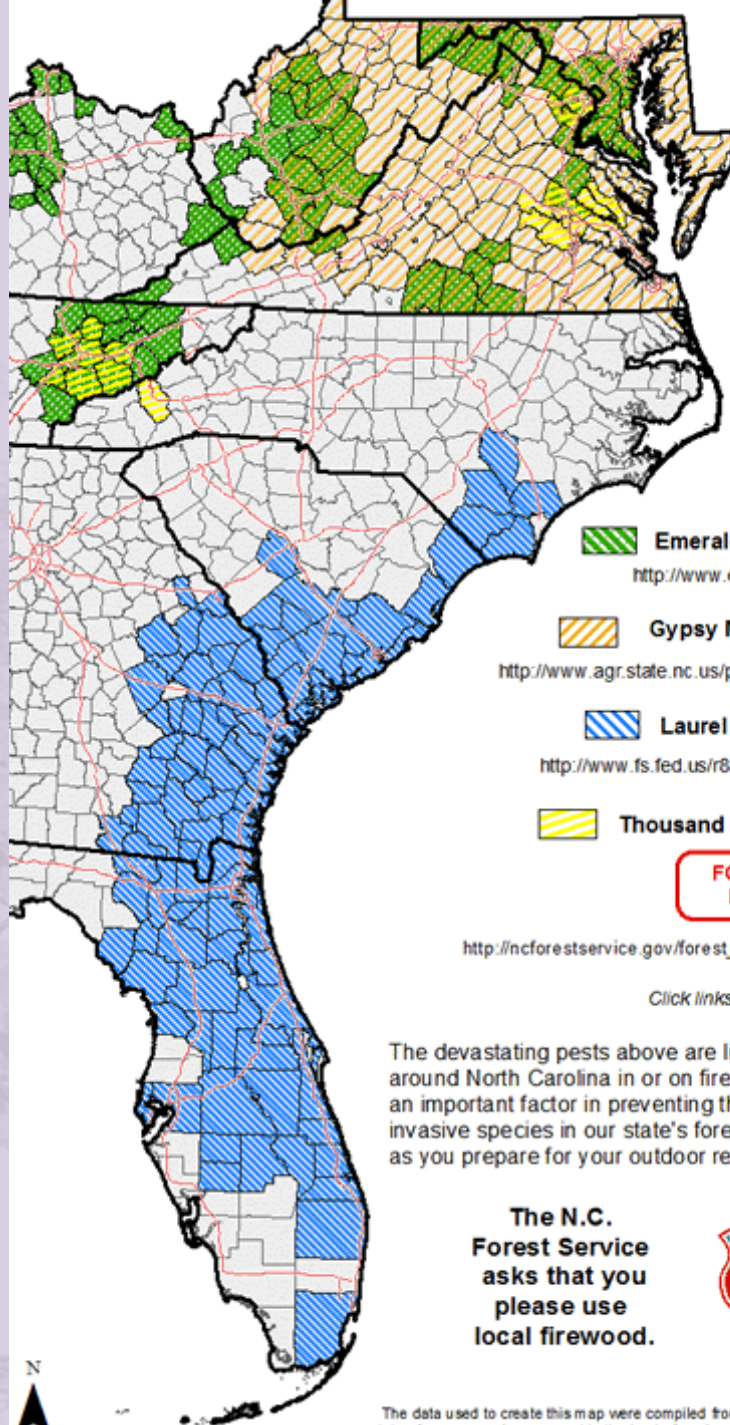 Emeral
http://www.
Gypsy
http://www.agr.state.nc.us/p
Laurel
http://www.fs.fed.us/r8
Thousand
FO
http://ncforestservice.gov/forest_
Click links
The devastating pests above are li
around North Carolina in or on fire
an important factor in preventing th
invasive species in our state's fore
as you prepare for your outdoor re
The N.C.
Forest Service
asks that you
please use
local firewood.
N
The data used to create this map were compiled fro